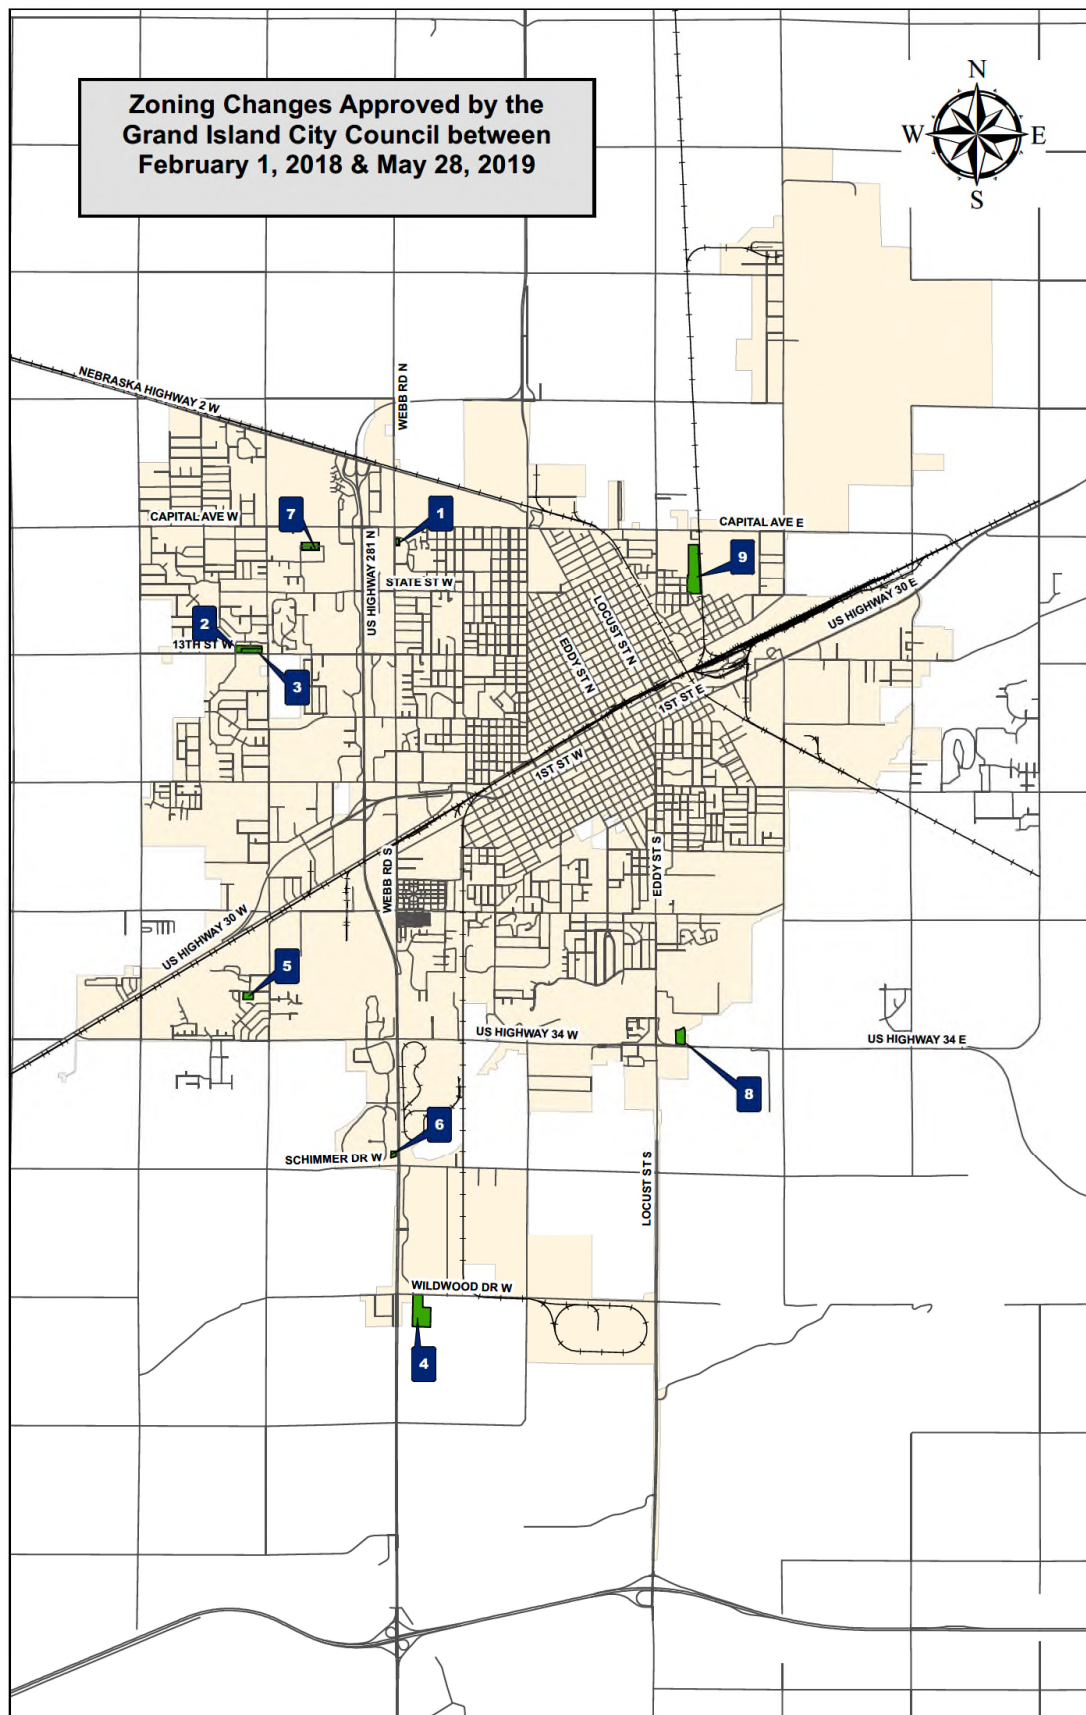 Zoning Changes Approved by the
Grand Island City Council between
February 1, 2018 & May 28, 2019
N
W
E
S
NEBRASKA HIGHWAY 2 W
WEBB RD N
CAPITAL AVE W
7
1
US HIGHWAY 281 N
CAPITAL AVE E
9
STATE ST W
US HIGHWAY 30 E
LOCUST ST N
2
13TH ST W
EDDY ST N
3
1ST ST E
1ST ST W
WEBB RD S
EDDY ST S
US HIGHWAY 30 W
5
US HIGHWAY 34 W
US HIGHWAY 34 E
8
6
SCHIMMER DR W
LOCUST ST S
WILDWOOD DR W
4